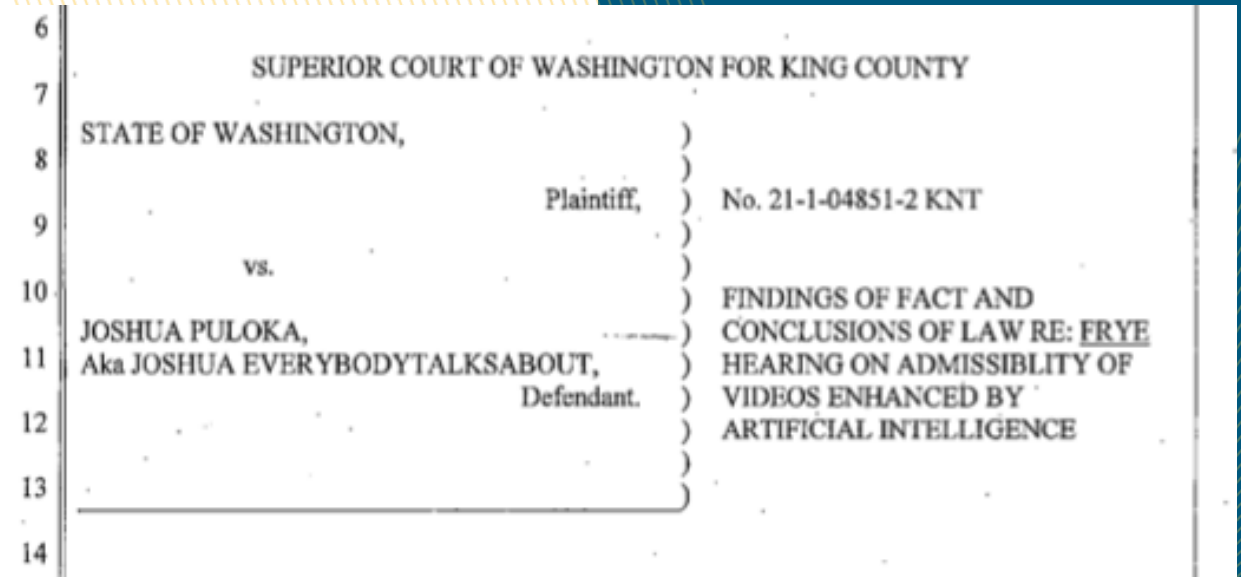 6
SUPERIOR COURT OF WASHINGTON FOR KING COUNTY
7
STATE OF WASHINGTON, )
8 )
Plaintiff, ) No. 21-1-04851-2 KNT
9 )
vs. )
10 ) FINDINGS OF FACT AND
JOSHUA PULOKA, ) CONCLUSIONS OF LAW RE: FRYE
11 Aka JOSHUA EVERYBODYTALKSABOUT, ) HEARING ON ADMISSIBLITY OF
Defendant. ) VIDEOS ENHANCED BY
12 ) ARTIFICIAL INTELLIGENCE
)
13 )
14